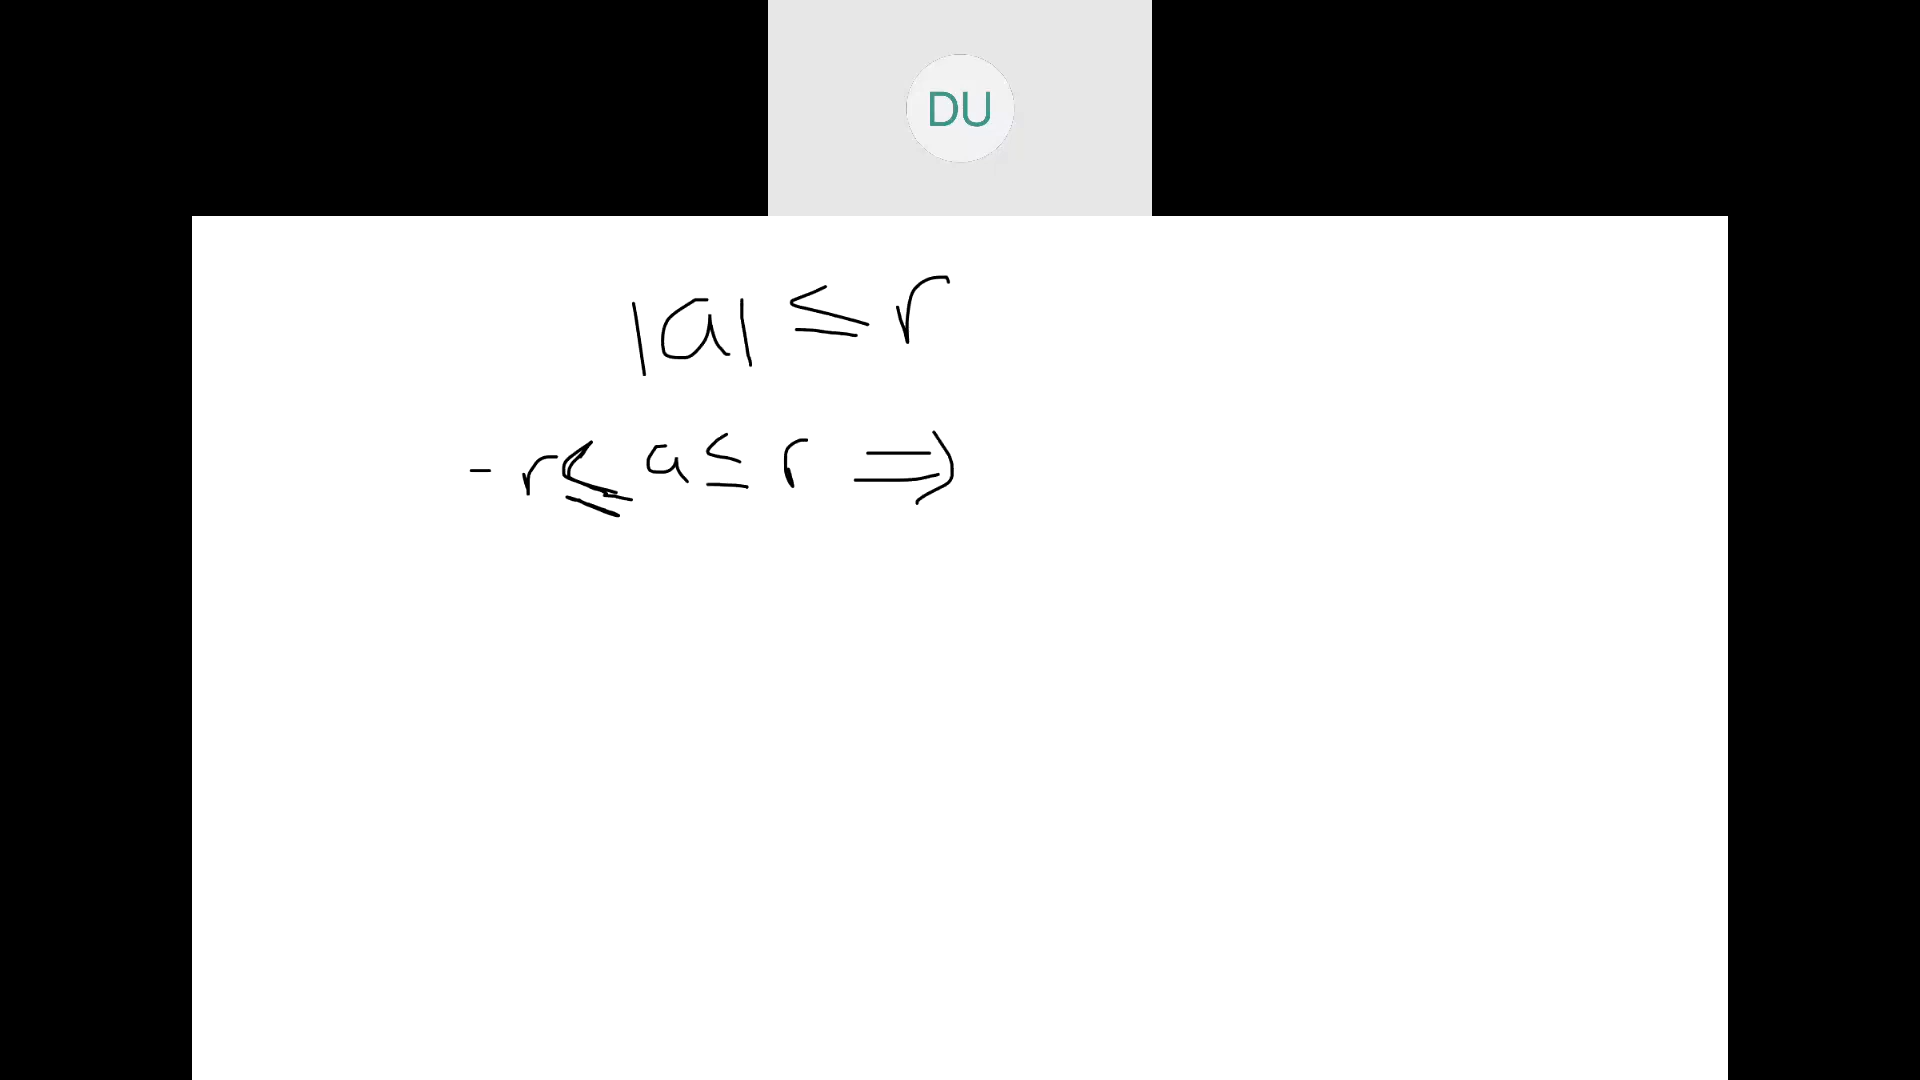 DU
|a| ≤ r
- r ≤ a ≤ r ⇒